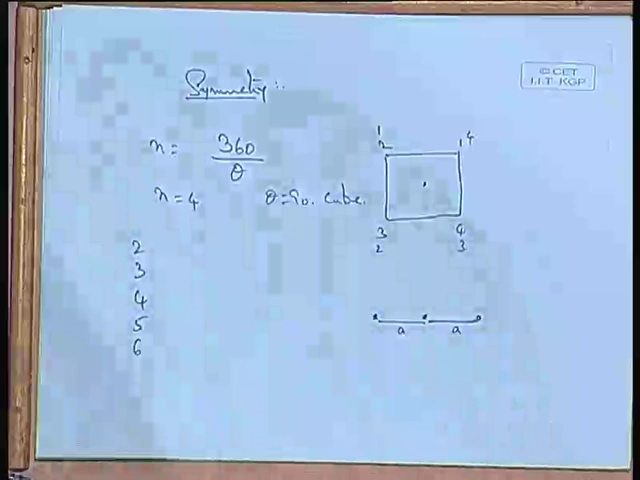 Symmetry :.
© CET
I.I.T. KGP
n = 360
θ
n = 4 θ = 90. cube.
1
2 1 4
3 4
2 3
2
3
4
5
6
a a